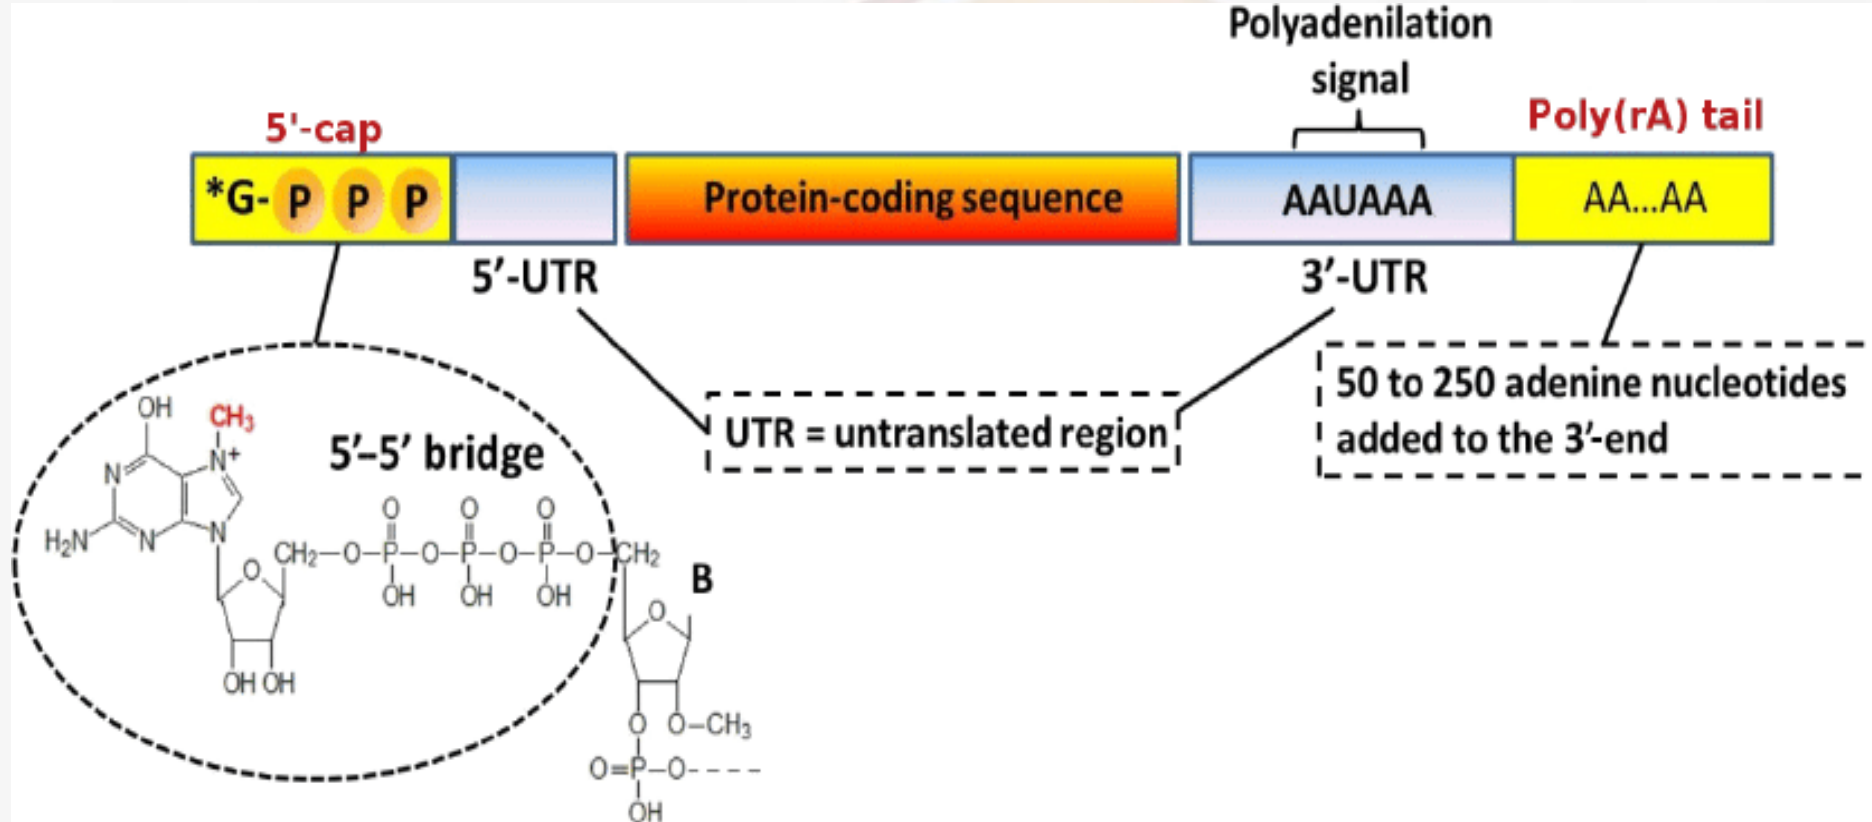 Polyadenilation
signal
5'-cap
Poly(rA) tail
*G- P P P
Protein-coding sequence
AAUAAA
AA...AA
5′-UTR
3′-UTR
UTR = untranslated region
50 to 250 adenine nucleotides
added to the 3′-end
5′–5′ bridge
OH
CH₃
N
N+
H₂N
N
N
O
CH₂–O–P–O–P–O–P–O–CH₂
O
O
O
OH
OH
OH
B
O
OH OH
O
O–CH₃
O=P–O----
OH